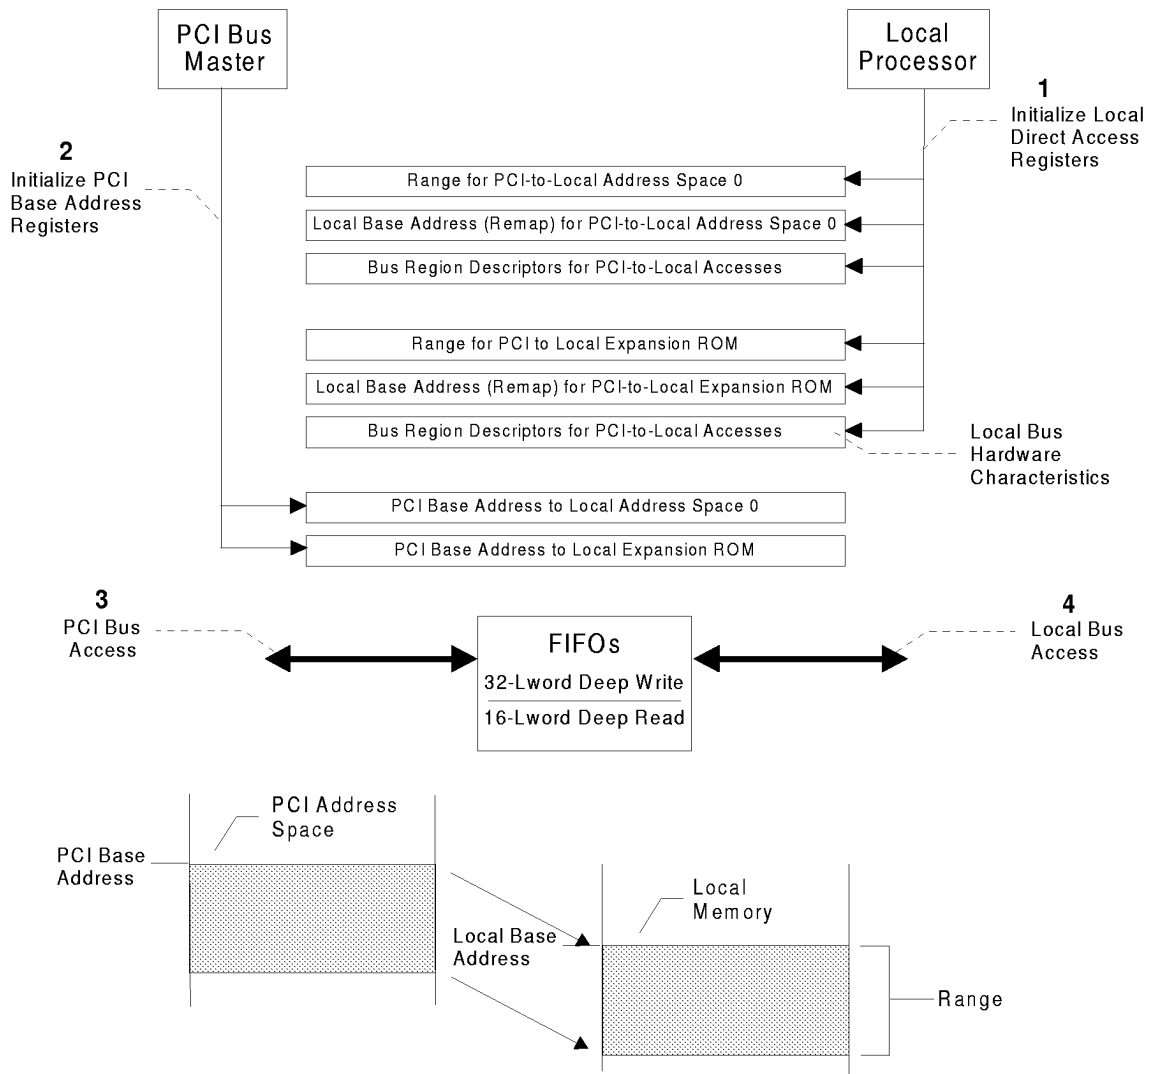 PCI Bus
Master
Local
Processor
1
Initialize Local
Direct Access
Registers
2
Initialize PCI
Base Address
Registers
Range for PCI-to-Local Address Space 0
Local Base Address (Remap) for PCI-to-Local Address Space 0
Bus Region Descriptors for PCI-to-Local Accesses
Range for PCI to Local Expansion ROM
Local Base Address (Remap) for PCI-to-Local Expansion ROM
Bus Region Descriptors for PCI-to-Local Accesses
Local Bus
Hardware
Characteristics
PCI Base Address to Local Address Space 0
PCI Base Address to Local Expansion ROM
3
PCI Bus
Access
FIFOs
32-Lword Deep Write
16-Lword Deep Read
4
Local Bus
Access
PCI Address
Space
PCI Base
Address
Local
Memory
Local Base
Address
Range